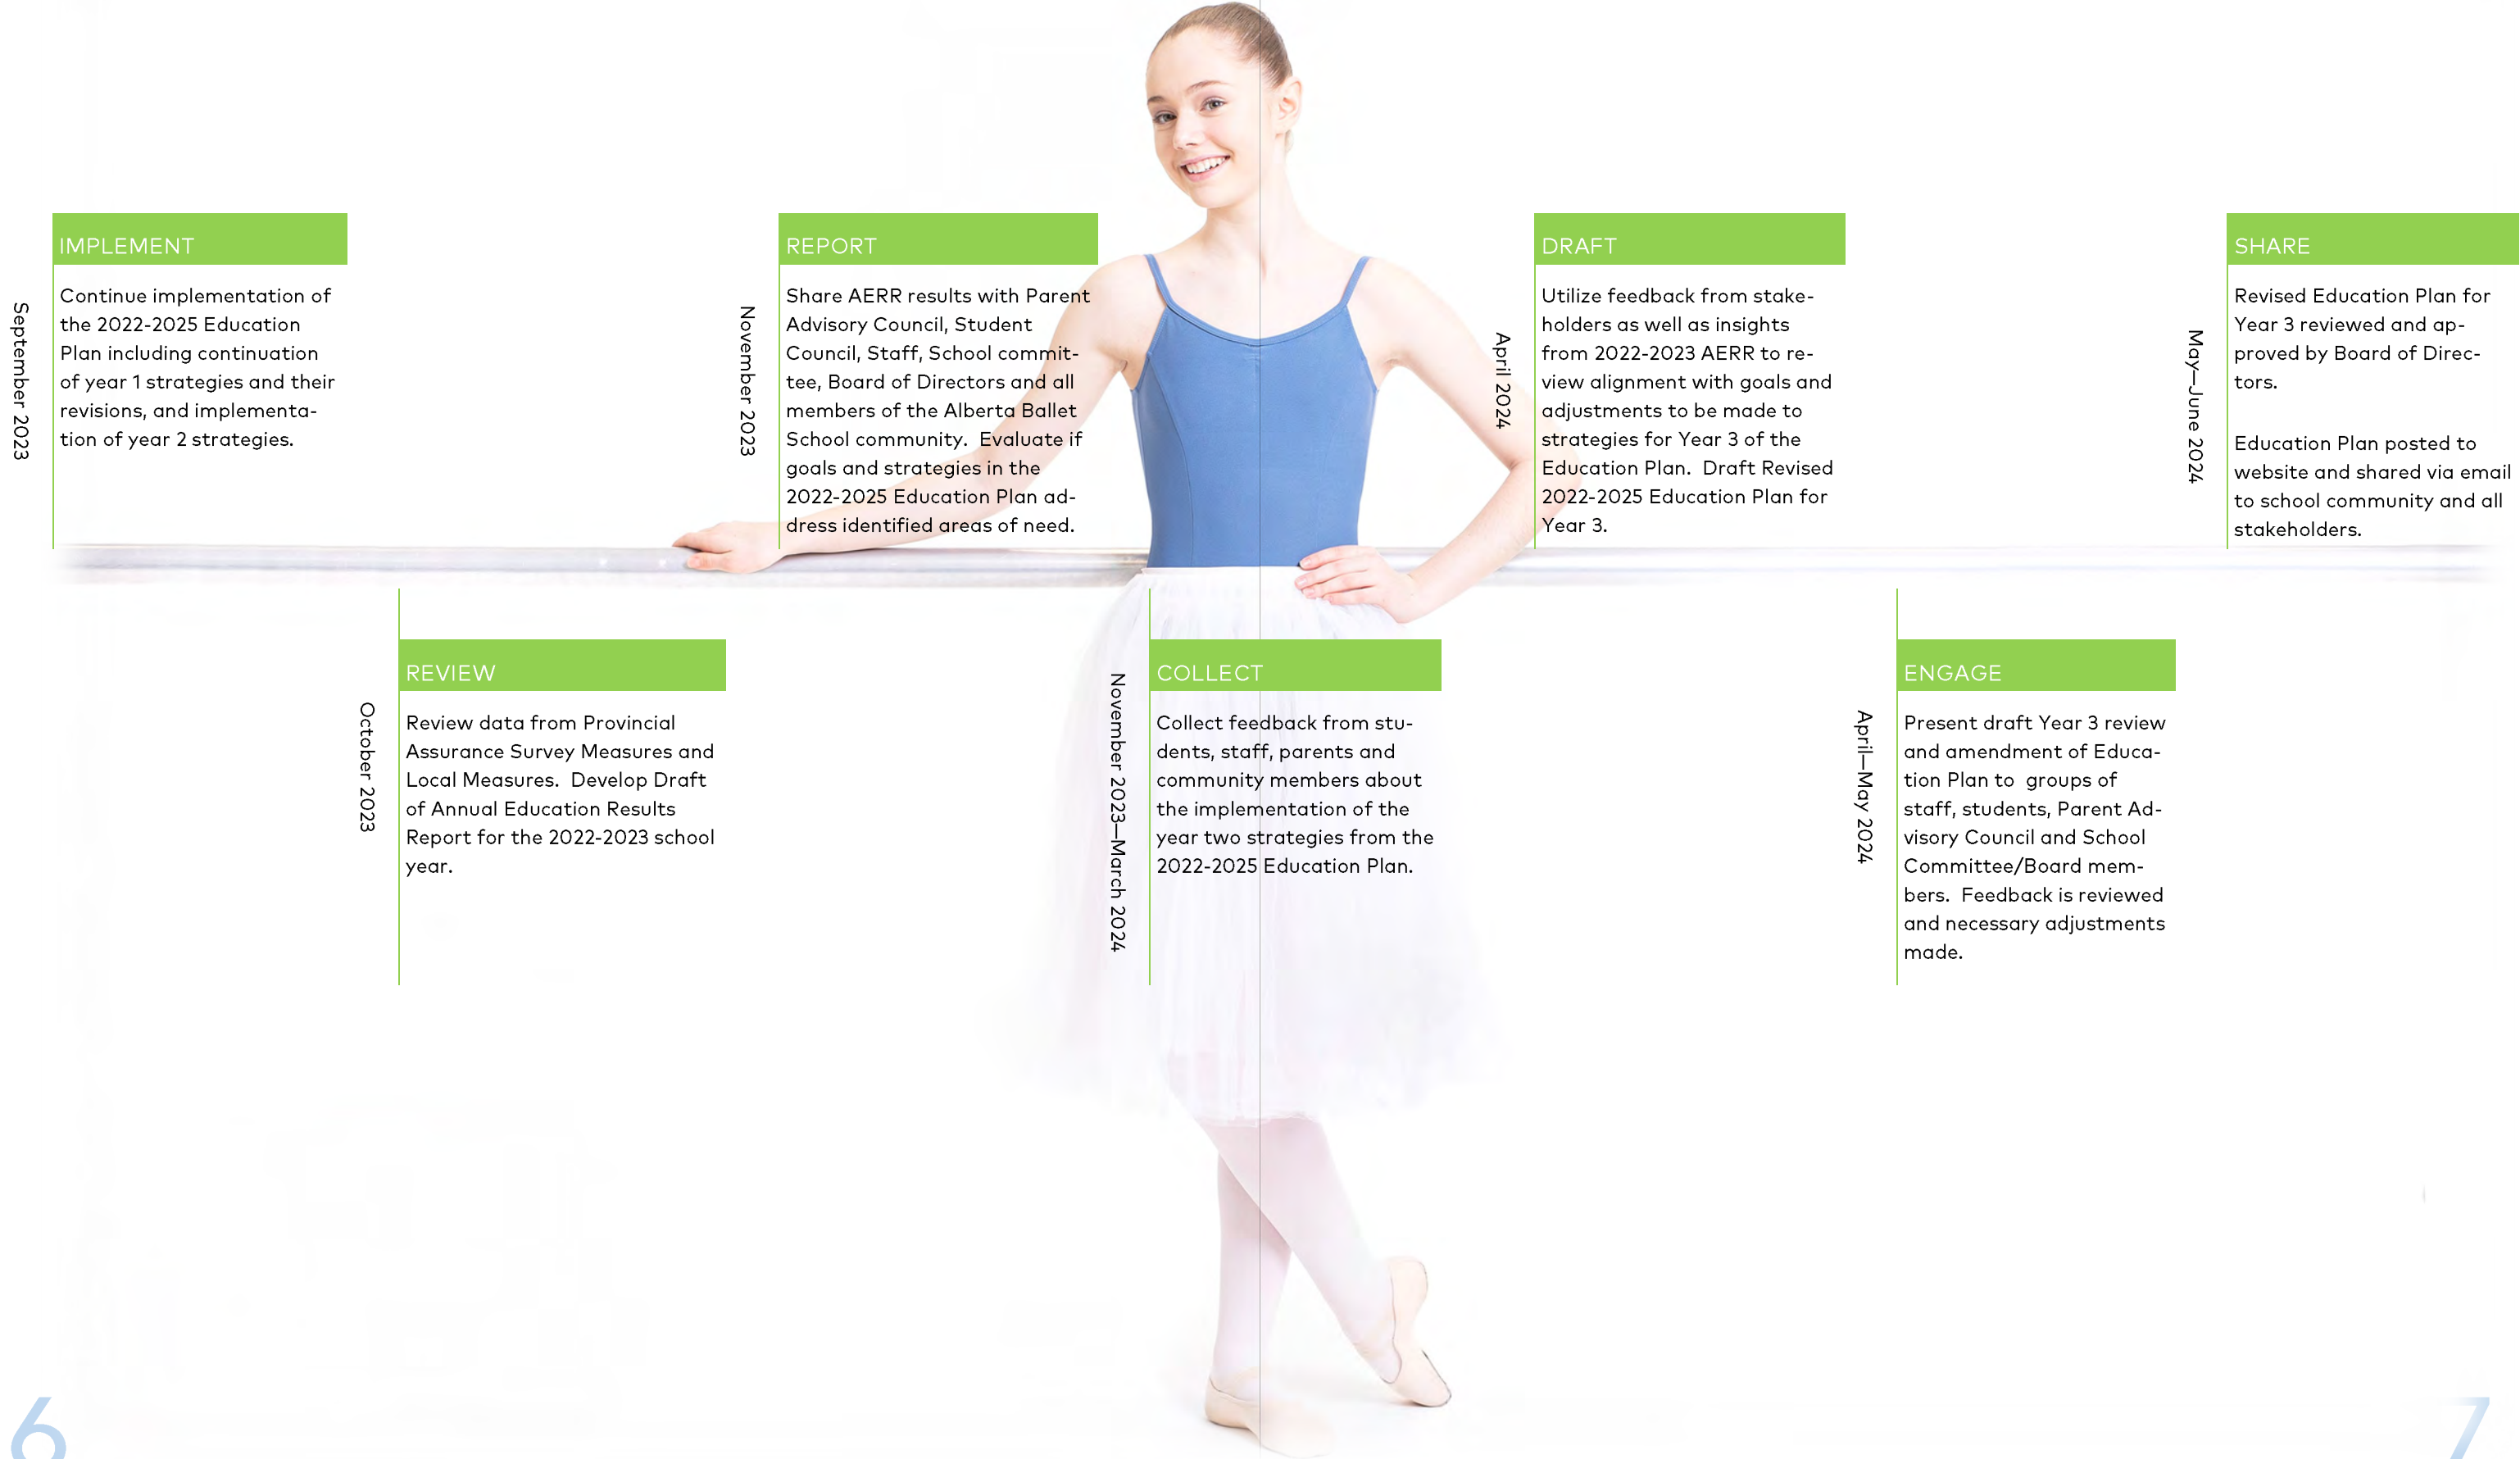 IMPLEMENT
September 2023
Continue implementation of
the 2022-2025 Education
Plan including continuation
of year 1 strategies and their
revisions, and implementa-
tion of year 2 strategies.
REVIEW
October 2023
Review data from Provincial
Assurance Survey Measures and
Local Measures.  Develop Draft
of Annual Education Results
Report for the 2022-2023 school
year.
REPORT
November 2023
Share AERR results with Parent
Advisory Council, Student
Council, Staff, School commit-
tee, Board of Directors and all
members of the Alberta Ballet
School community.  Evaluate if
goals and strategies in the
2022-2025 Education Plan ad-
dress identified areas of need.
COLLECT
November 2023—March 2024
Collect feedback from stu-
dents, staff, parents and
community members about
the implementation of the
year two strategies from the
2022-2025 Education Plan.
DRAFT
April 2024
Utilize feedback from stake-
holders as well as insights
from 2022-2023 AERR to re-
view alignment with goals and
adjustments to be made to
strategies for Year 3 of the
Education Plan.  Draft Revised
2022-2025 Education Plan for
Year 3.
ENGAGE
April—May 2024
Present draft Year 3 review
and amendment of Educa-
tion Plan to  groups of
staff, students, Parent Ad-
visory Council and School
Committee/Board mem-
bers.  Feedback is reviewed
and necessary adjustments
made.
SHARE
May—June 2024
Revised Education Plan for
Year 3 reviewed and ap-
proved by Board of Direc-
tors.
Education Plan posted to
website and shared via email
to school community and all
stakeholders.
6
7